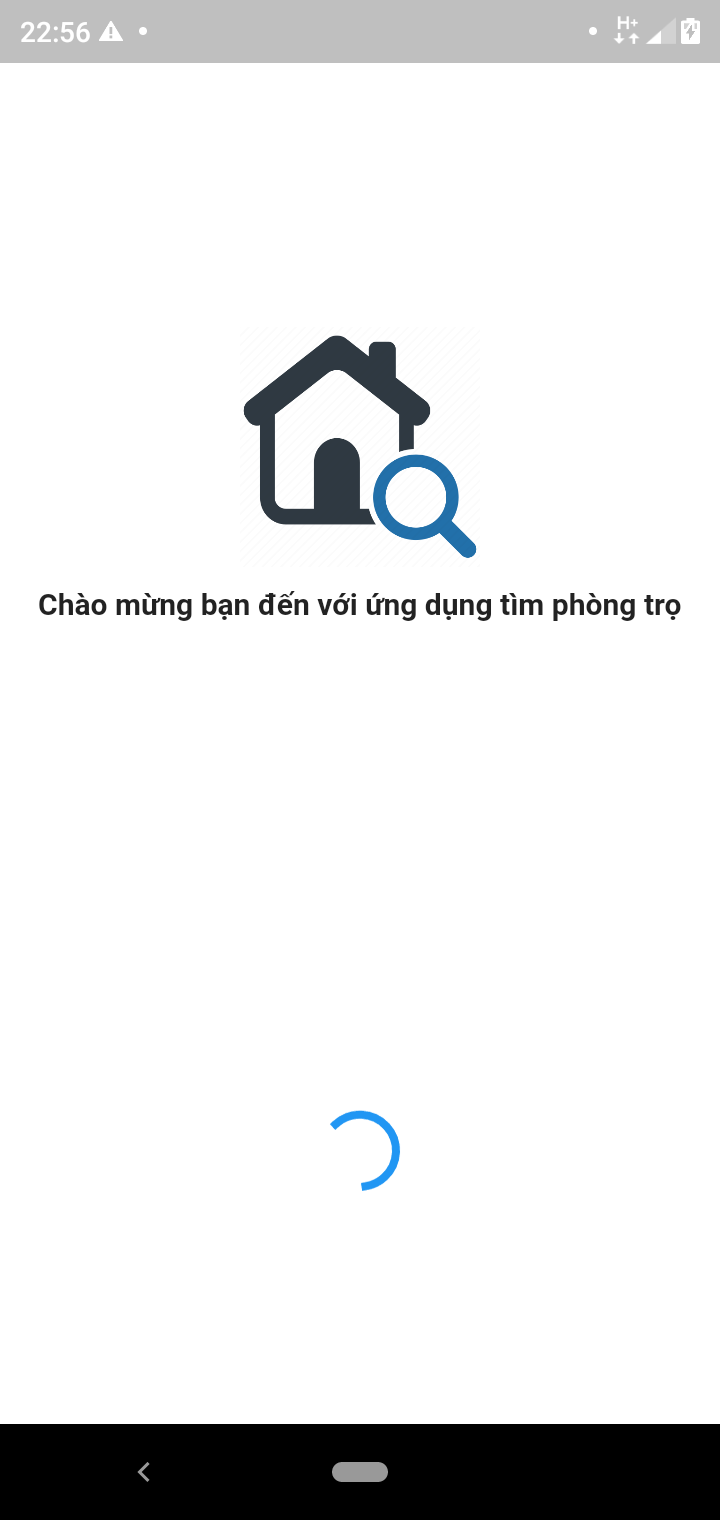 22:56
H+
Chào mừng bạn đến với ứng dụng tìm phòng trọ